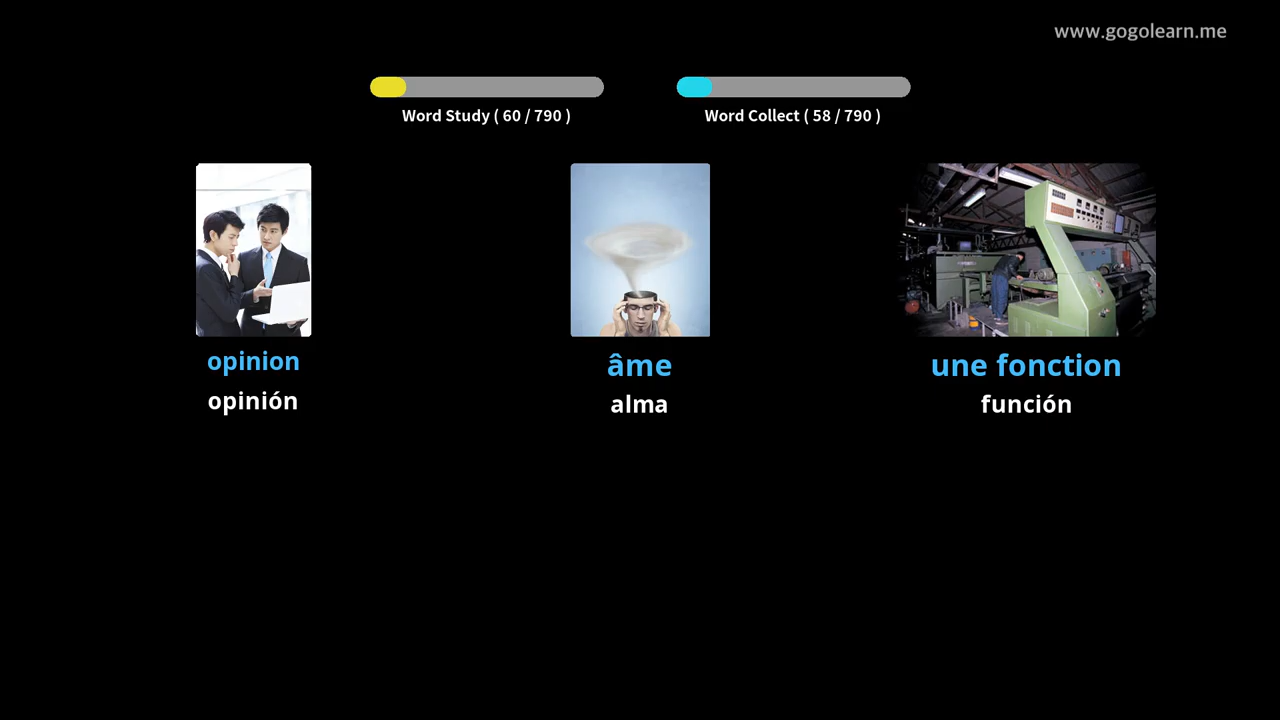 www.gogolearn.me
Word Study ( 60 / 790 )
Word Collect ( 58 / 790 )
opinion
opinión
âme
alma
une fonction
función